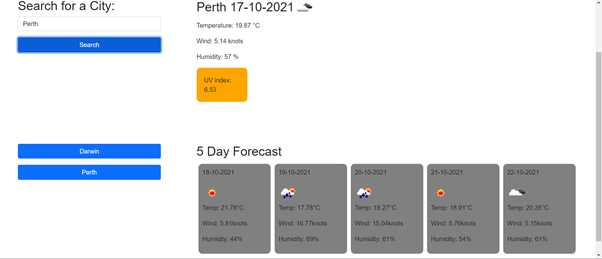 Search for a City:
Perth
Search
Darwin
Perth
Perth 17-10-2021
Temperature: 19.87 °C
Wind: 5.14 knots
Humidity: 57 %
UV index:
6.53
5 Day Forecast
18-10-2021
Temp: 21.78°C
Wind: 5.81knots
Humidity: 44%
19-10-2021
Temp: 17.78°C
Wind: 16.77knots
Humidity: 69%
20-10-2021
Temp: 18.27°C
Wind: 15.04knots
Humidity: 61%
21-10-2021
Temp: 18.91°C
Wind: 5.76knots
Humidity: 54%
22-10-2021
Temp: 20.35°C
Wind: 5.15knots
Humidity: 61%